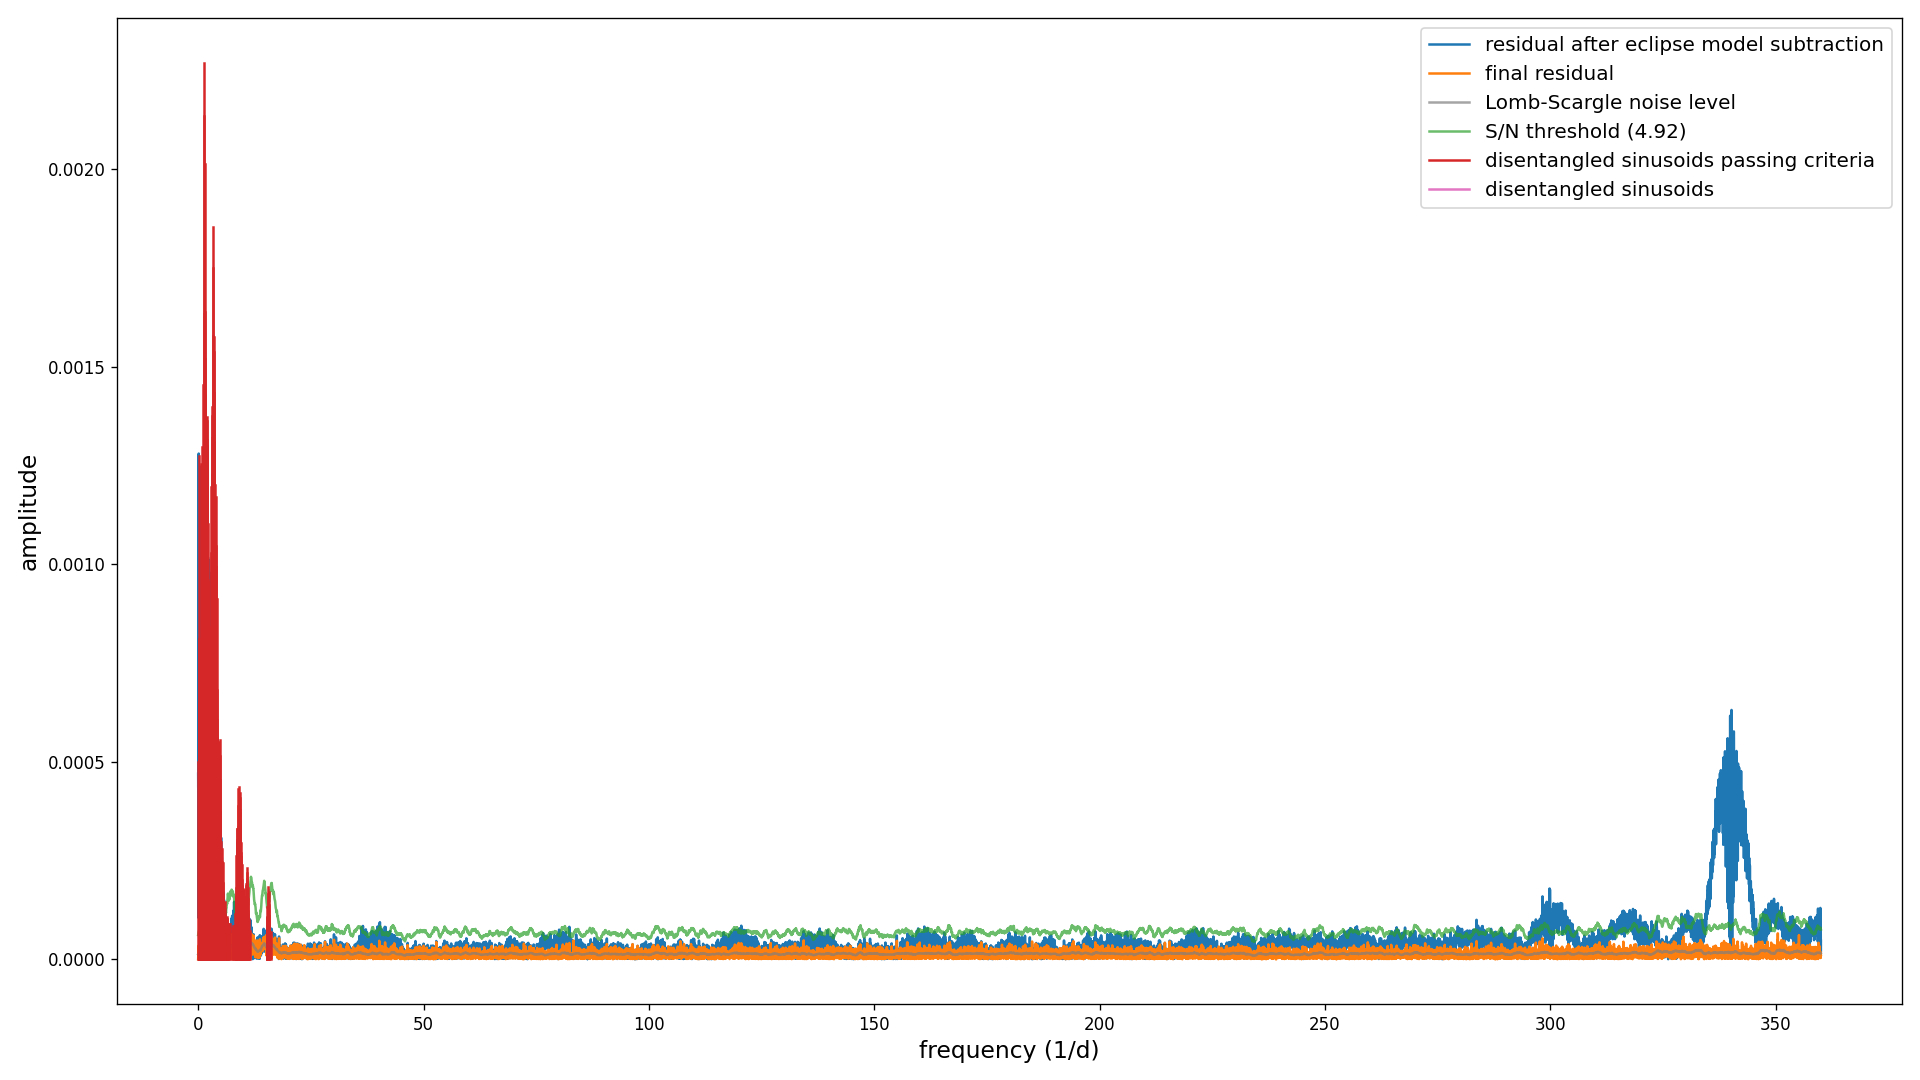 residual after eclipse model subtraction
final residual
Lomb-Scargle noise level
S/N threshold (4.92)
disentangled sinusoids passing criteria
disentangled sinusoids
amplitude
0.0020
0.0015
0.0010
0.0005
0.0000
0 50 100 150 200 250 300 350
frequency (1/d)